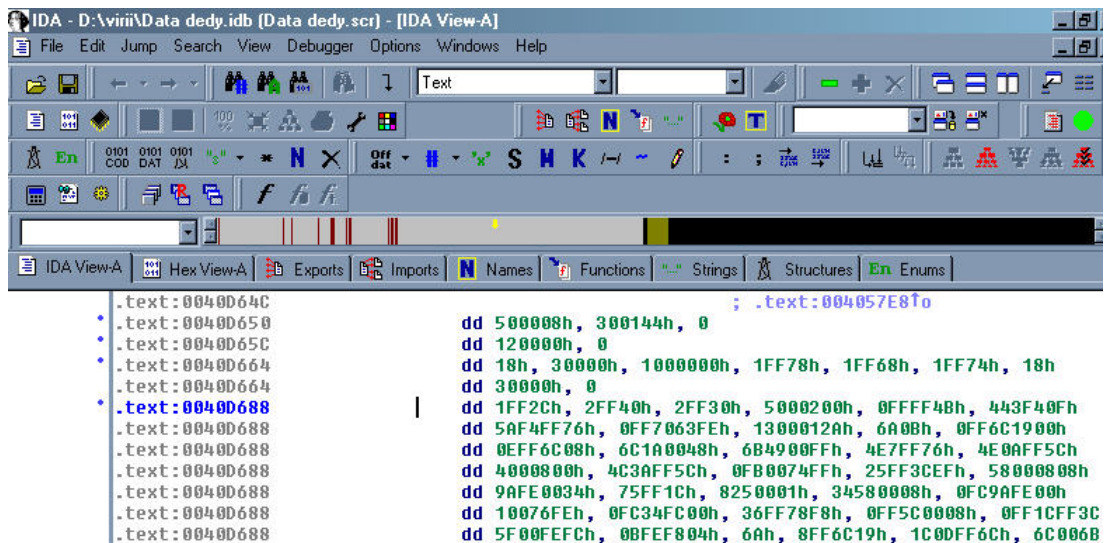 IDA - D:\virii\Data dedy.idb (Data dedy.scr) - [IDA View-A]
File Edit Jump Search View Debugger Options Windows Help
Text
En
Off dat
S M K
IDA View-A Hex View-A Exports Imports N Names Functions Strings Structures En Enums
.text:0040D64C ; .text:004057E8↑o
.text:0040D650 dd 500008h, 300144h, 0
.text:0040D65C dd 120000h, 0
.text:0040D664 dd 18h, 30000h, 1000000h, 1FF78h, 1FF68h, 1FF74h, 18h
.text:0040D664 dd 30000h, 0
.text:0040D688 dd 1FF2Ch, 2FF40h, 2FF30h, 5000200h, 0FFFF4Bh, 443F40Fh
.text:0040D688 dd 5AF4FF76h, 0FF7063FEh, 1300012Ah, 6A0Bh, 0FF6C1900h
.text:0040D688 dd 0EFF6C08h, 6C1A0048h, 6B4900FFh, 4E7FF76h, 4E0AFF5Ch
.text:0040D688 dd 4000800h, 4C3AFF5Ch, 0FB0074FFh, 25FF3CEFh, 58000808h
.text:0040D688 dd 9AFE0034h, 75FF1Ch, 8250001h, 34580008h, 0FC9AFE00h
.text:0040D688 dd 10076FEh, 0FC34FC00h, 36FF78F8h, 0FF5C0008h, 0FF1CFF3C
.text:0040D688 dd 5F00FEFCh, 0BFEF804h, 6Ah, 8FF6C19h, 1C0DFF6Ch, 6C006B